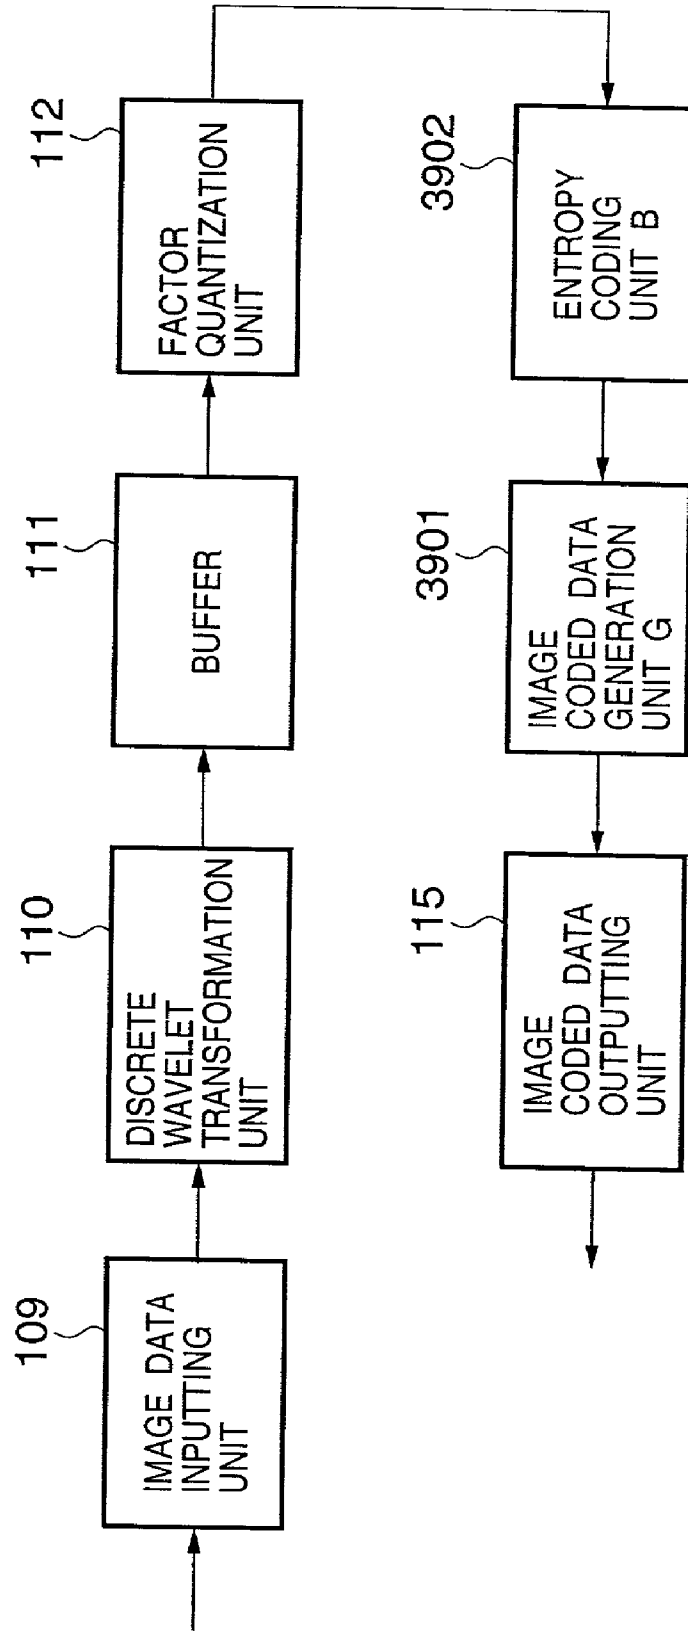 109
IMAGE DATA
INPUTTING
UNIT
110
DISCRETE
WAVELET
TRANSFORMATION
UNIT
111
BUFFER
112
FACTOR
QUANTIZATION
UNIT
3902
ENTROPY
CODING
UNIT B
3901
IMAGE
CODED DATA
GENERATION
UNIT G
115
IMAGE
CODED DATA
OUTPUTTING
UNIT